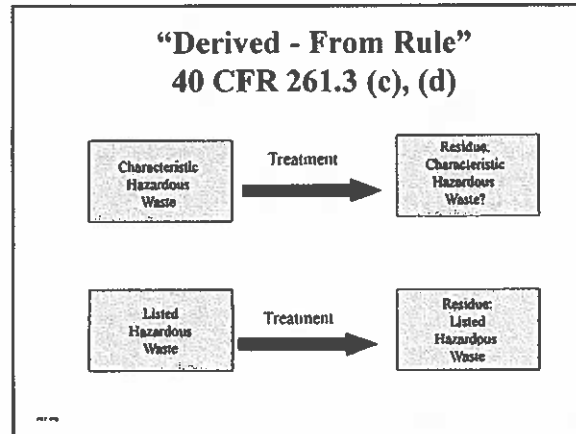 “Derived - From Rule”
40 CFR 261.3 (c), (d)
Characteristic
Hazardous
Waste
Treatment
Residue:
Characteristic
Hazardous
Waste?
Listed
Hazardous
Waste
Treatment
Residue:
Listed
Hazardous
Waste